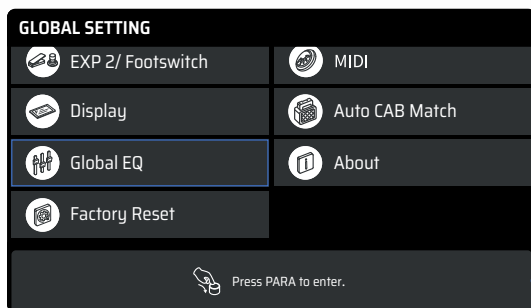 GLOBAL SETTING
EXP 2/ Footswitch
MIDI
Display
Auto CAB Match
Global EQ
About
Factory Reset
Press PARA to enter.